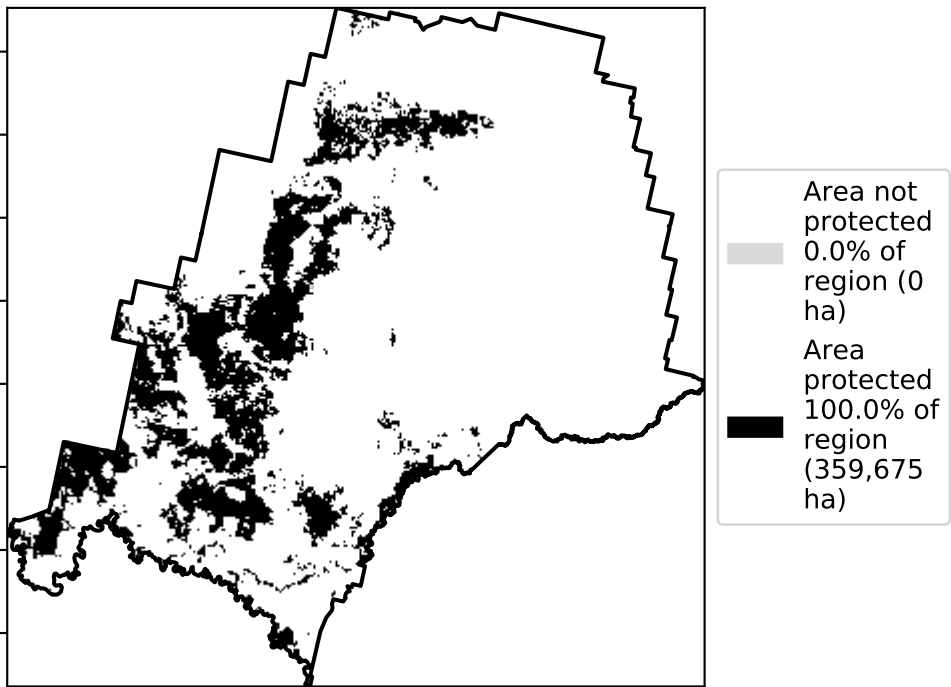 Area not
protected
0.0% of
region (0
ha)
Area
protected
100.0% of
region
(359,675
ha)